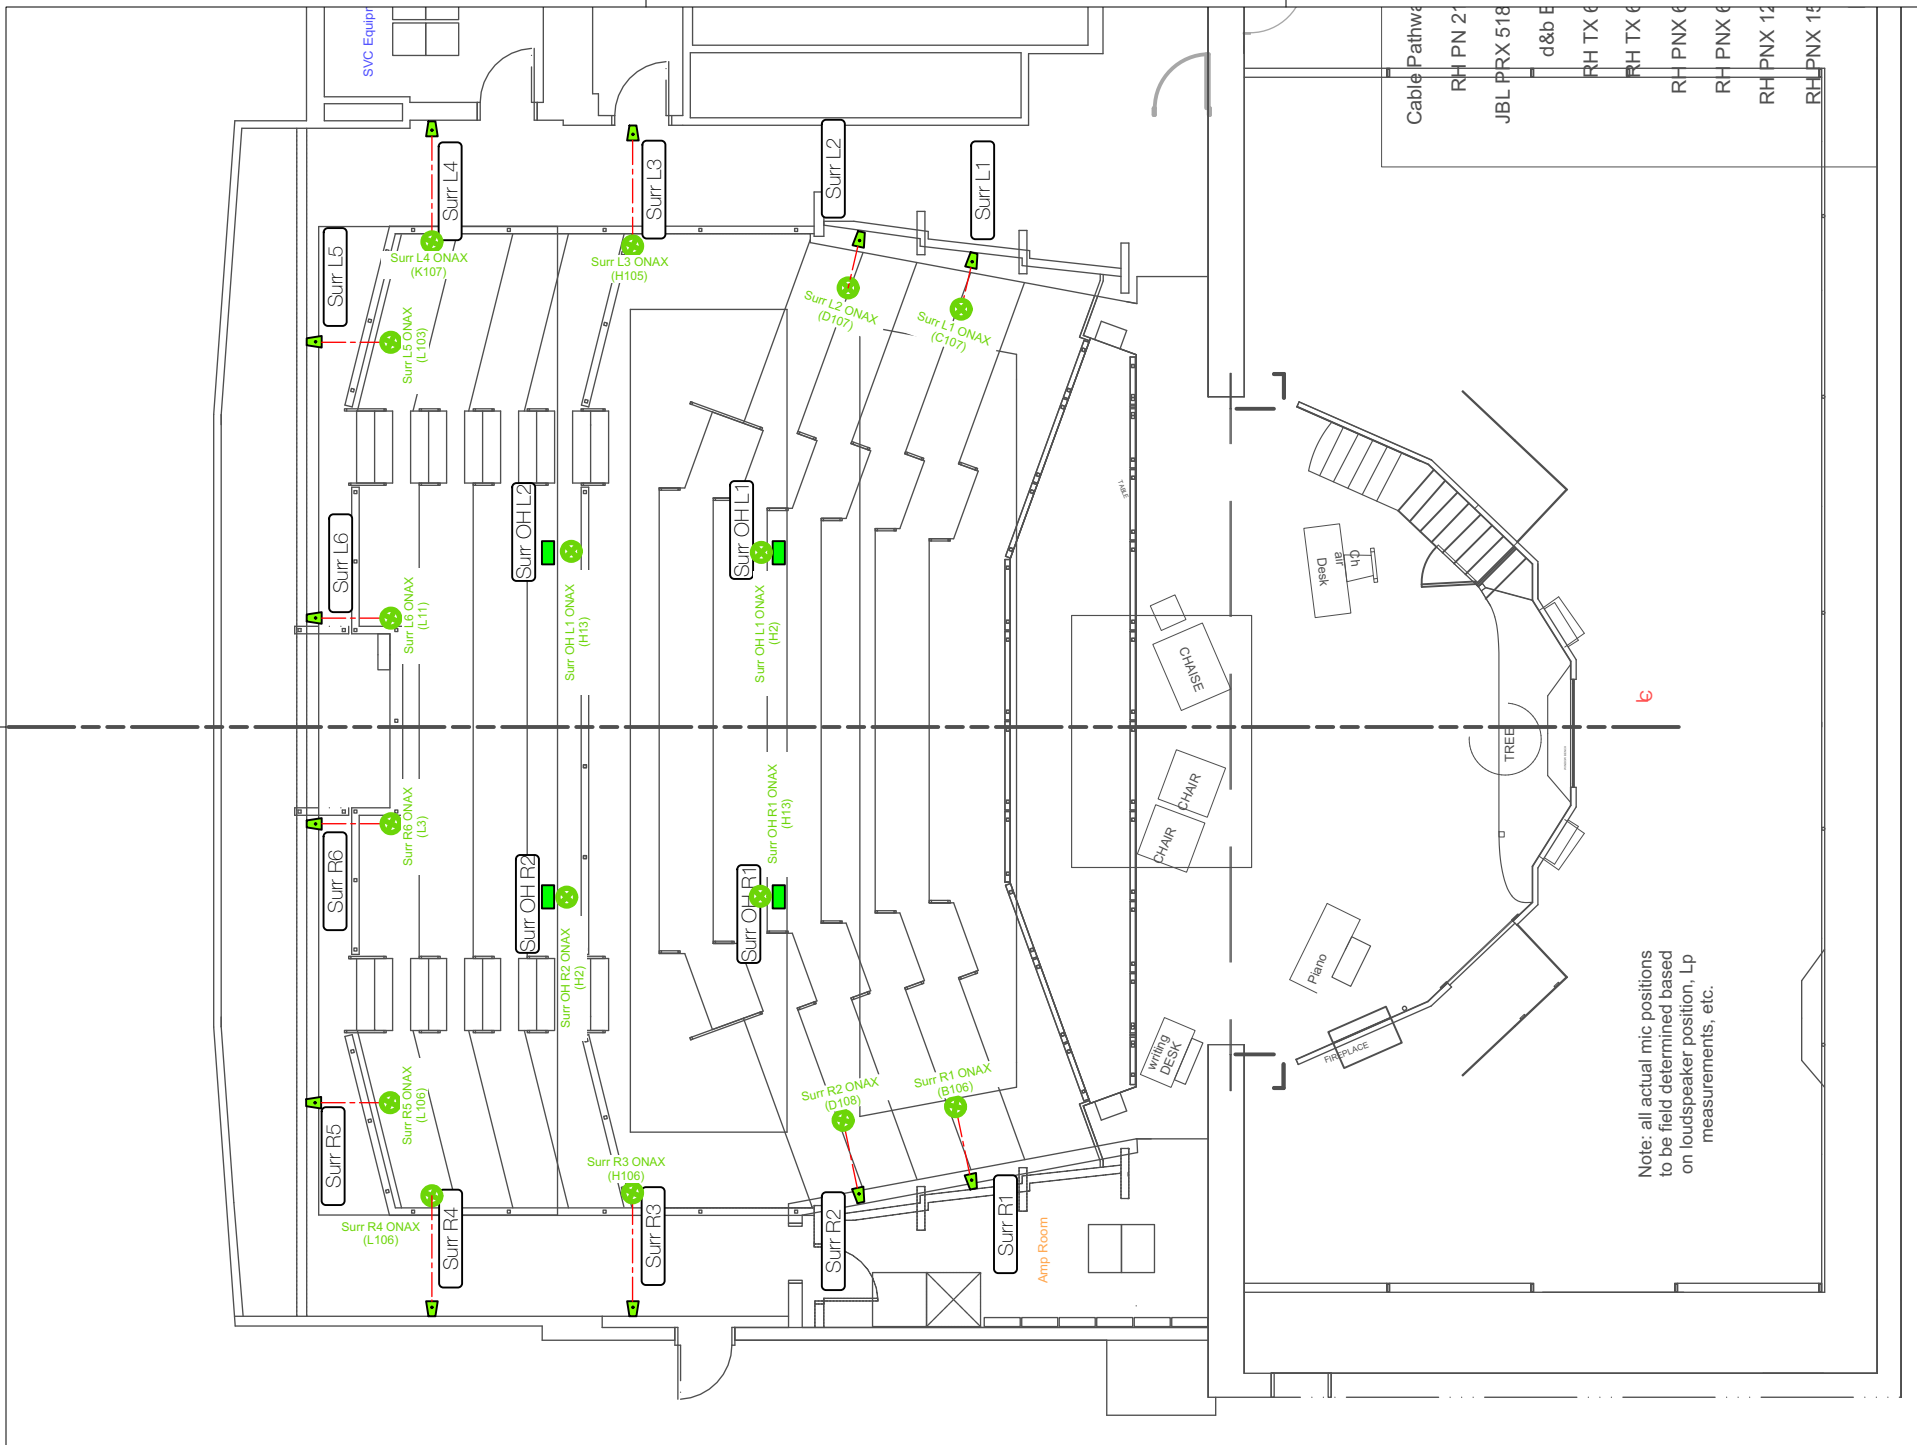 SVC Equipr
Cable Pathwa
RH PN 21
JBL PRX 518
d&b E
RH TX 6
RH TX 6
RH PNX 6
RH PNX 6
RH PNX 12
RH PNX 15
Surr L5
Surr L4
Surr L3
Surr L2
Surr L1
Surr L4 ONAX
(K107)
Surr L3 ONAX
(H105)
Surr L2 ONAX
(D107)
Surr L1 ONAX
(C107)
Surr L5 ONAX
(L103)
Surr L6
Surr OH L2
Surr OH L1
Surr L6 ONAX
(L11)
Surr OH L1 ONAX
(H13)
Surr OH L1 ONAX
(H2)
TABLE
Ch
air
Desk
CHAISE
CHAIR
CHAIR
TREE
Surr R6 ONAX
(L3)
Surr OH R1 ONAX
(H13)
Surr R6
Surr OH R2
Surr OH R1
Surr OH R2 ONAX
(H2)
Piano
writing
DESK
FIREPLACE
Surr R5 ONAX
(L106)
Surr R2 ONAX
(D108)
Surr R1 ONAX
(B106)
Surr R5
Surr R3 ONAX
(H106)
Surr R4 ONAX
(L106)
Surr R4
Surr R3
Surr R2
Surr R1
Amp Room
Note: all actual mic positions
to be field determined based
on loudspeaker position, Lp
measurements, etc.